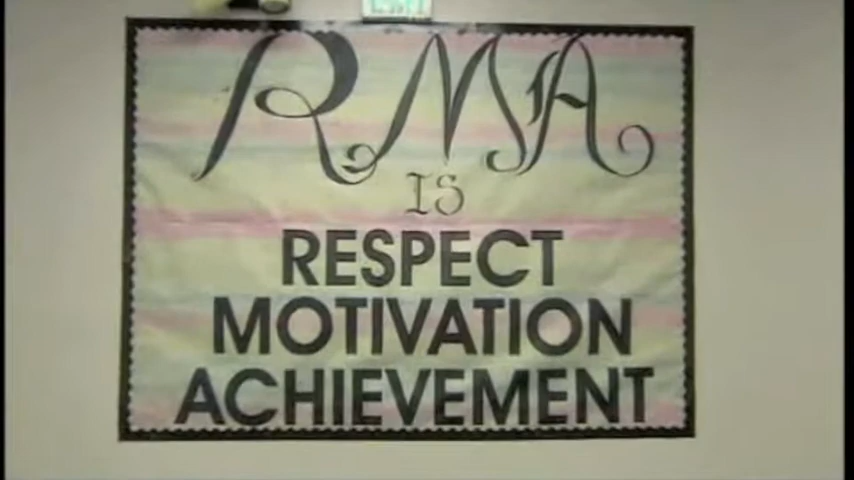 RMA
IS
RESPECT
MOTIVATION
ACHIEVEMENT